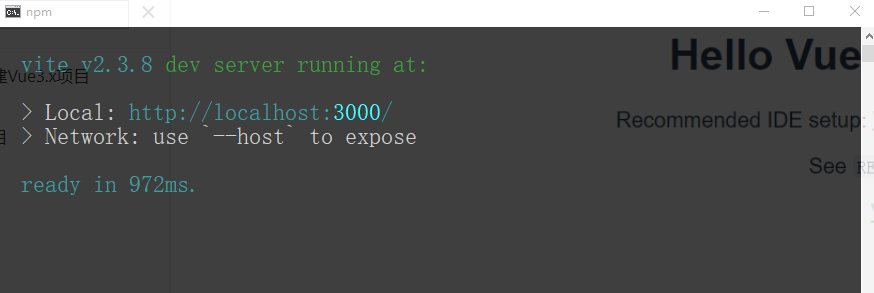 npm
Hello Vue
vite v2.3.8 dev server running at:
建Vue3.x项目
> Local: http://localhost:3000/
Recommended IDE setup:
目 > Network: use `--host` to expose
See RE
ready in 972ms.